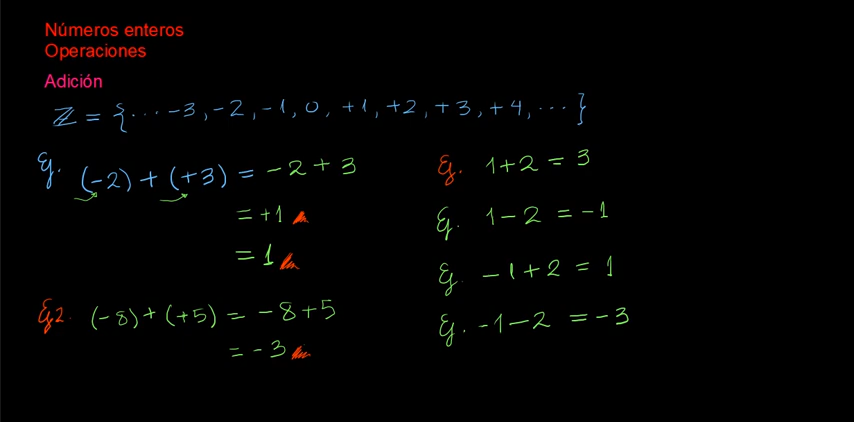 Números enteros
Operaciones
Adición
ℤ = {... -3, -2, -1, 0, +1, +2, +3, +4, ...}
Ej. (-2) + (+3) = -2 + 3
= +1
= 1
Ej2. (-8) + (+5) = -8 + 5
= -3
Ej. 1 + 2 = 3
Ej. 1 - 2 = -1
Ej. -1 + 2 = 1
Ej. -1 - 2 = -3